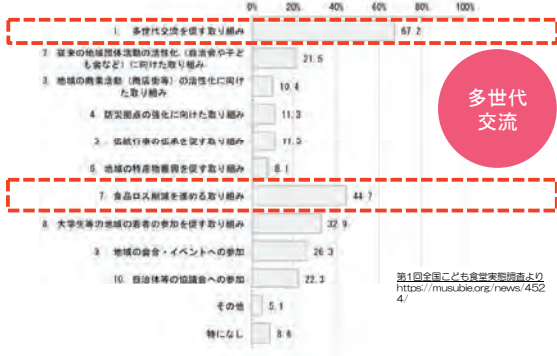 0% 20% 40% 60% 80% 100%
1. 多世代交流を促す取り組み 67.2
2. 従来の地域団体活動の活性化（自治会や子ど
も会など）に向けた取り組み 21.5
3. 地域の商業活動（商店街等）の活性化に向け
た取り組み 10.4
4. 防災拠点の強化に向けた取り組み 11.3
5. 伝統行事の伝承を促す取り組み 11.3
6. 地域の特産物振興を促す取り組み 8.1
7. 食品ロス削減を進める取り組み 44.7
8. 大学生等の地域の若者の参加を促す取り組み 32.9
9. 地域の会合・イベントへの参加 26.3
10. 自治体等の協議会への参加 22.3
その他 5.1
特になし 8.6
多世代
交流
第1回全国こども食堂実態調査より
https://musubie.org/news/452
4/